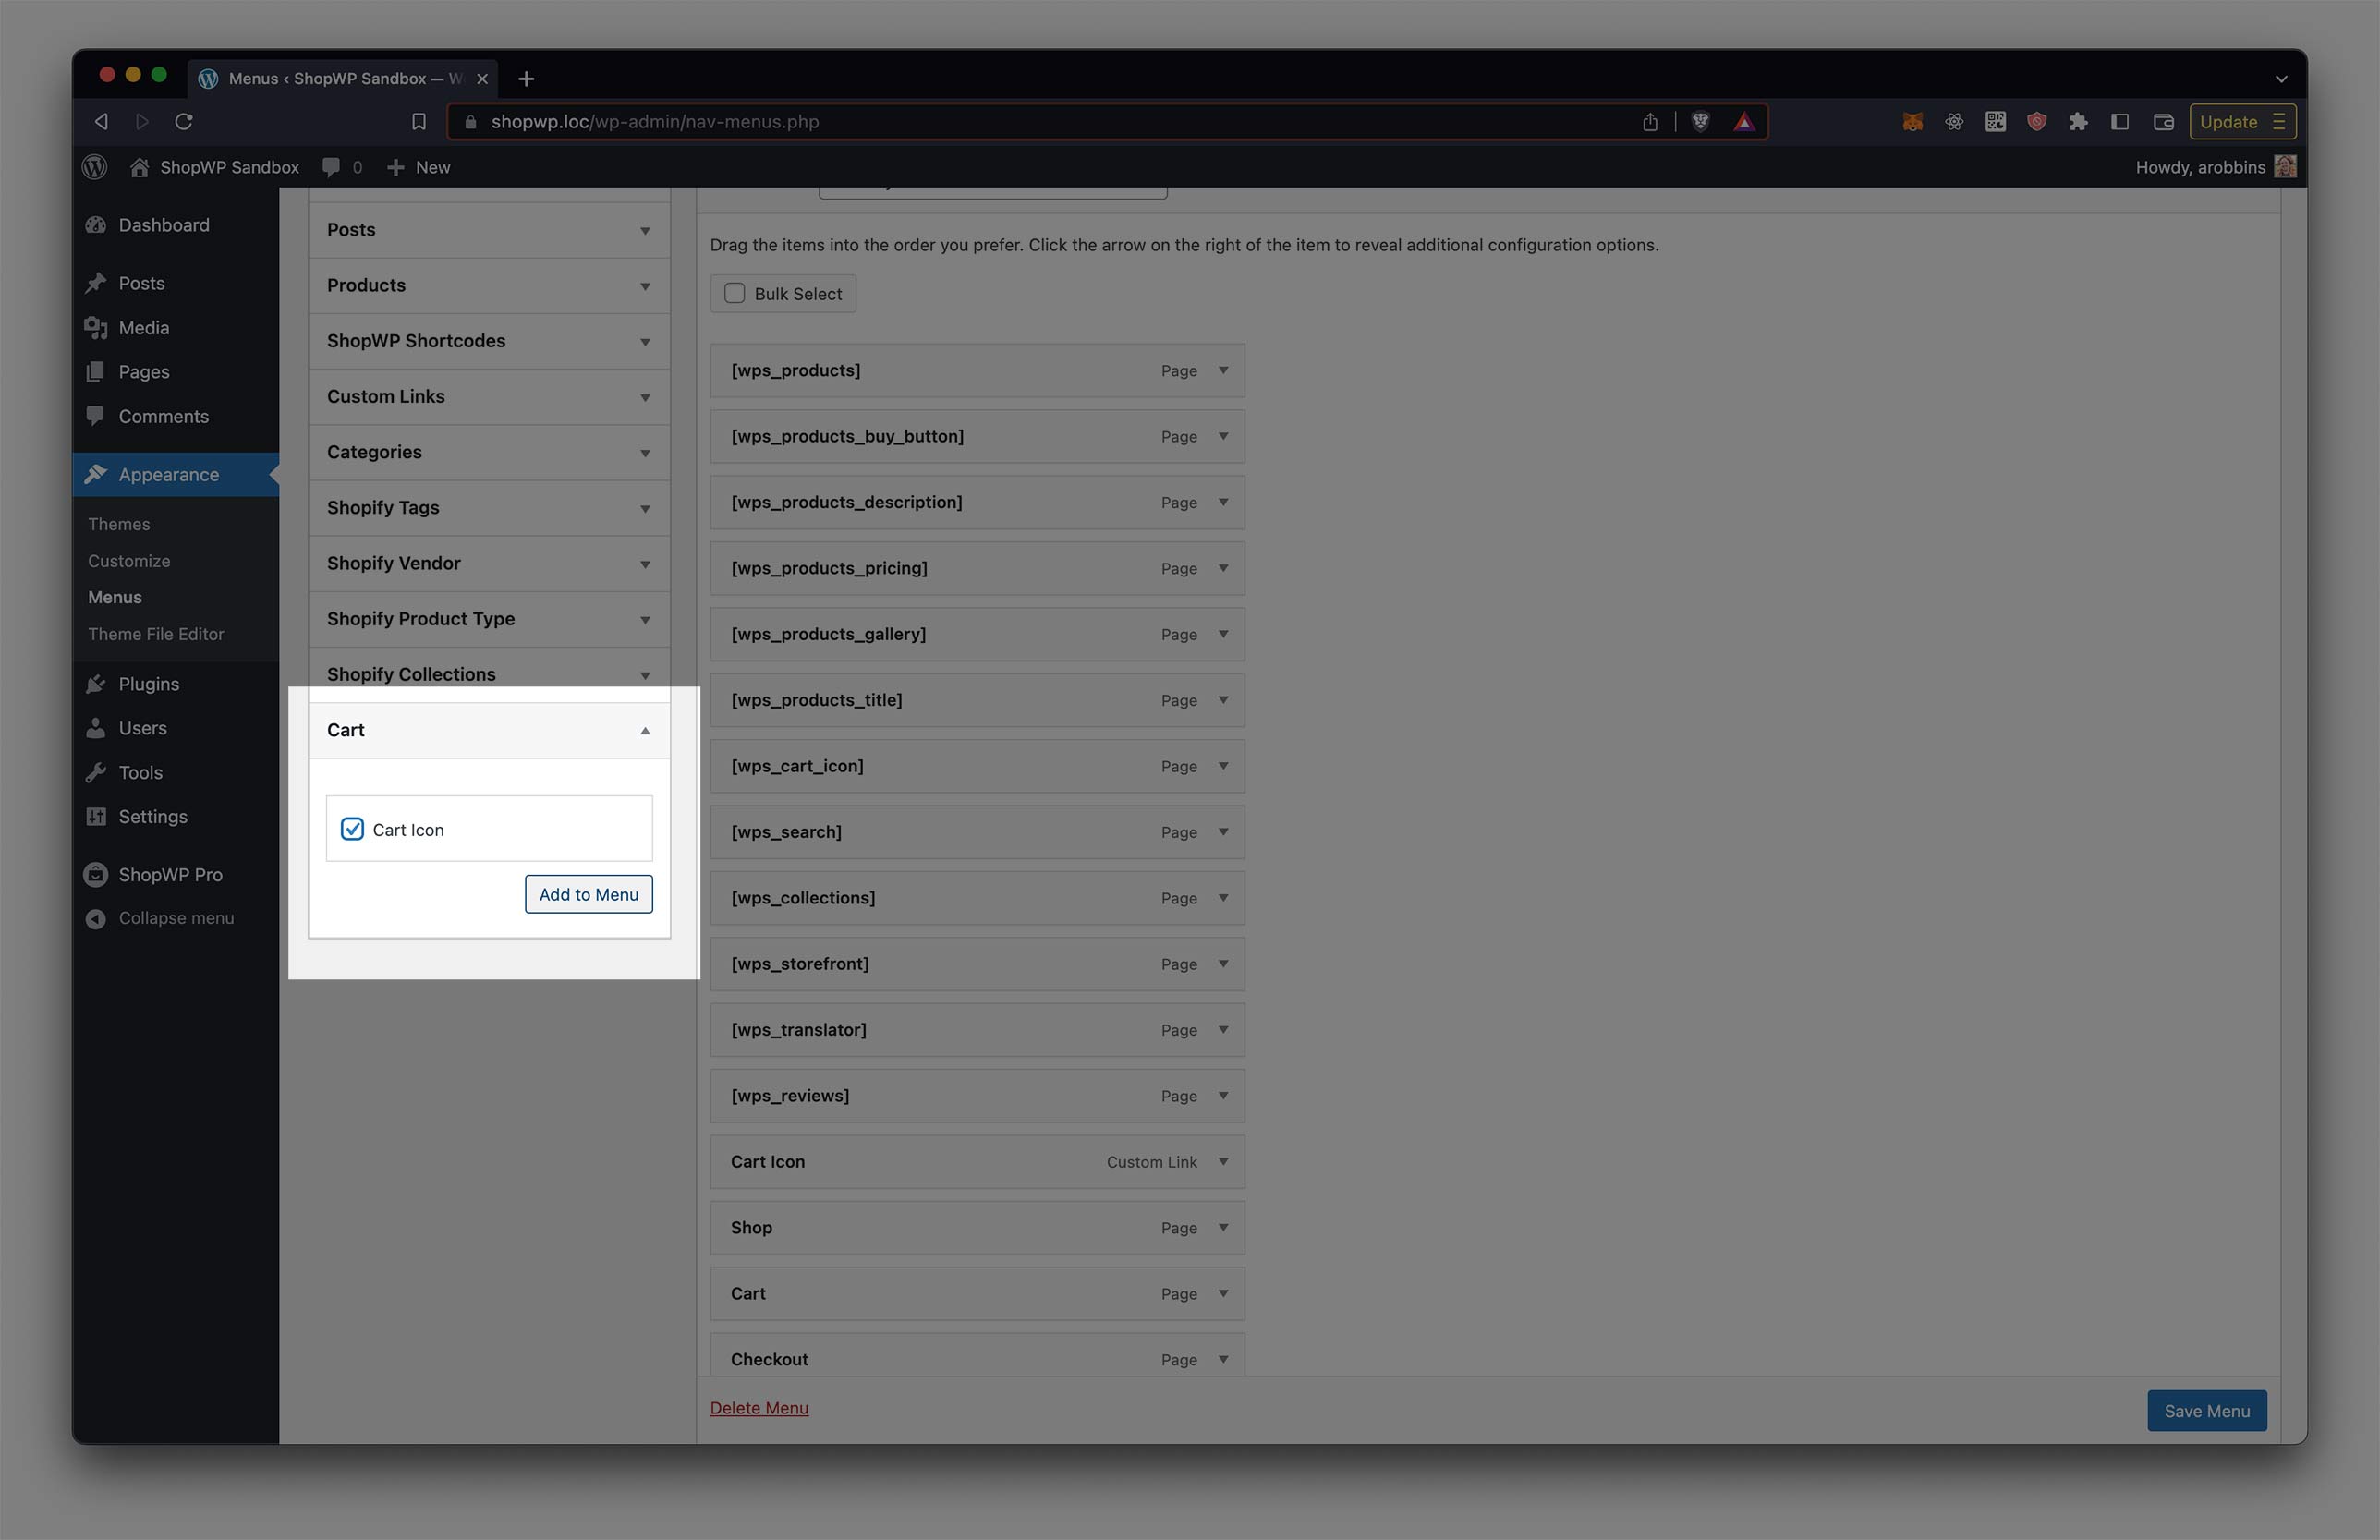 Menus ‹ ShopWP Sandbox — W
shopwp.loc/wp-admin/nav-menus.php
Update
ShopWP Sandbox
0
New
Howdy, arobbins
Dashboard
Posts
Media
Pages
Comments
Appearance
Themes
Customize
Menus
Theme File Editor
Plugins
Users
Tools
Settings
ShopWP Pro
Collapse menu
Posts
Products
ShopWP Shortcodes
Custom Links
Categories
Shopify Tags
Shopify Vendor
Shopify Product Type
Shopify Collections
Cart
Cart Icon
Add to Menu
Drag the items into the order you prefer. Click the arrow on the right of the item to reveal additional configuration options.
Bulk Select
[wps_products] Page
[wps_products_buy_button] Page
[wps_products_description] Page
[wps_products_pricing] Page
[wps_products_gallery] Page
[wps_products_title] Page
[wps_cart_icon] Page
[wps_search] Page
[wps_collections] Page
[wps_storefront] Page
[wps_translator] Page
[wps_reviews] Page
Cart Icon Custom Link
Shop Page
Cart Page
Checkout Page
Delete Menu
Save Menu